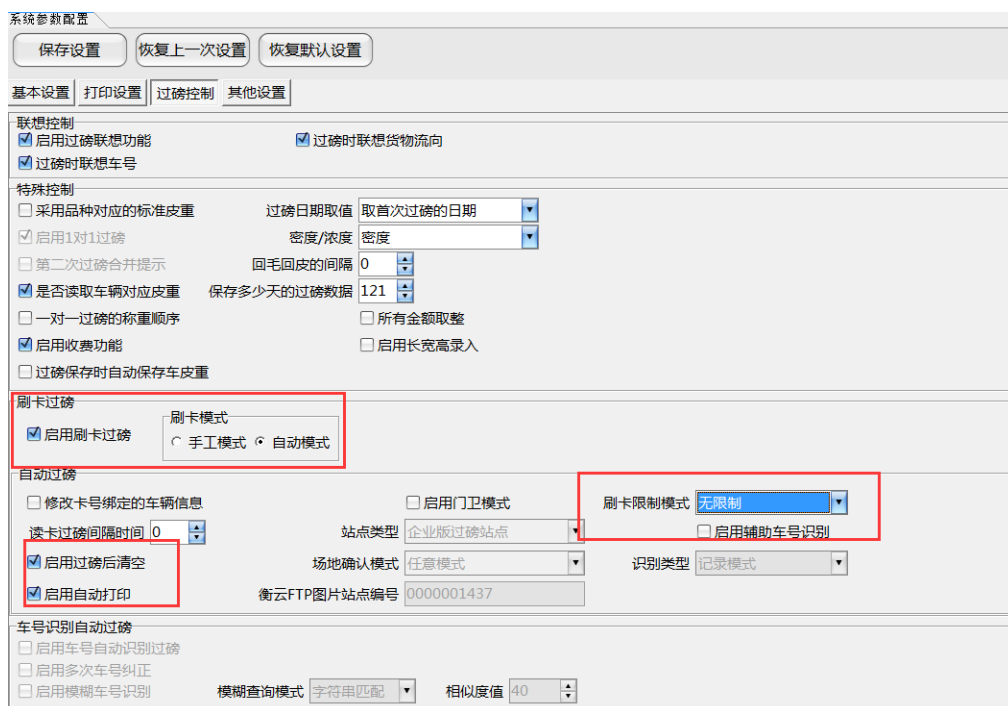 系统参数配置
保存设置 恢复上一次设置 恢复默认设置
基本设置 打印设置 过磅控制 其他设置
联想控制
启用过磅联想功能 过磅时联想货物流向
过磅时联想车号
特殊控制
采用品种对应的标准皮重 过磅日期取值 取首次过磅的日期
启用1对1过磅 密度/浓度 密度
第二次过磅合并提示 回毛回皮的间隔 0
是否读取车辆对应皮重 保存多少天的过磅数据 121
一对一过磅的称重顺序 所有金额取整
启用收费功能 启用长宽高录入
过磅保存时自动保存车皮重
刷卡过磅
刷卡模式
启用刷卡过磅 手工模式 自动模式
自动过磅
修改卡号绑定的车辆信息 启用门卫模式 刷卡限制模式 无限制
读卡过磅间隔时间 0 站点类型 企业版过磅站点 启用辅助车号识别
启用过磅后清空 场地确认模式 任意模式 识别类型 记录模式
启用自动打印 衡云FTP图片站点编号 0000001437
车号识别自动过磅
启用车号自动识别过磅
启用多次车号纠正
启用模糊车号识别 模糊查询模式 字符串匹配 相似度值 40